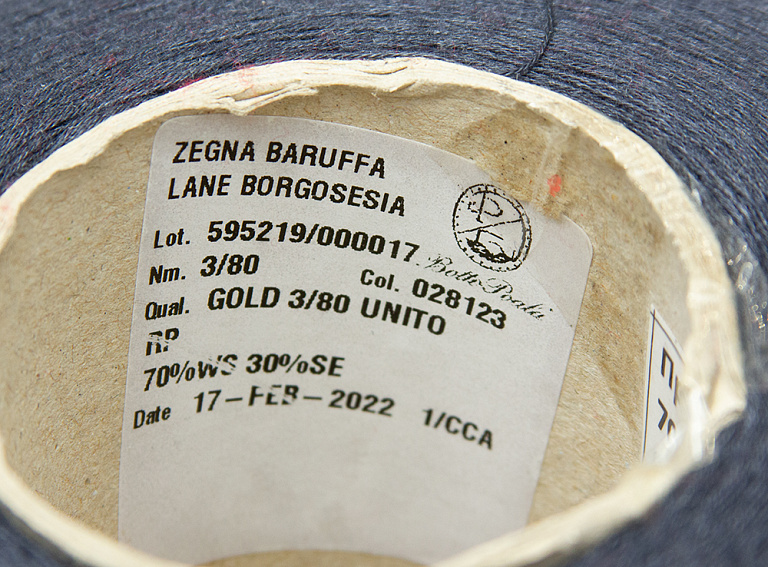 ZEGNA BARUFFA
LANE BORGOSESIA
Lot. 595219/000017
Nm. 3/80 Col. 028123
Qual. GOLD 3/80 UNITO
RP
70%WS 30%SE
Date 17-FEB-2022 1/CCA